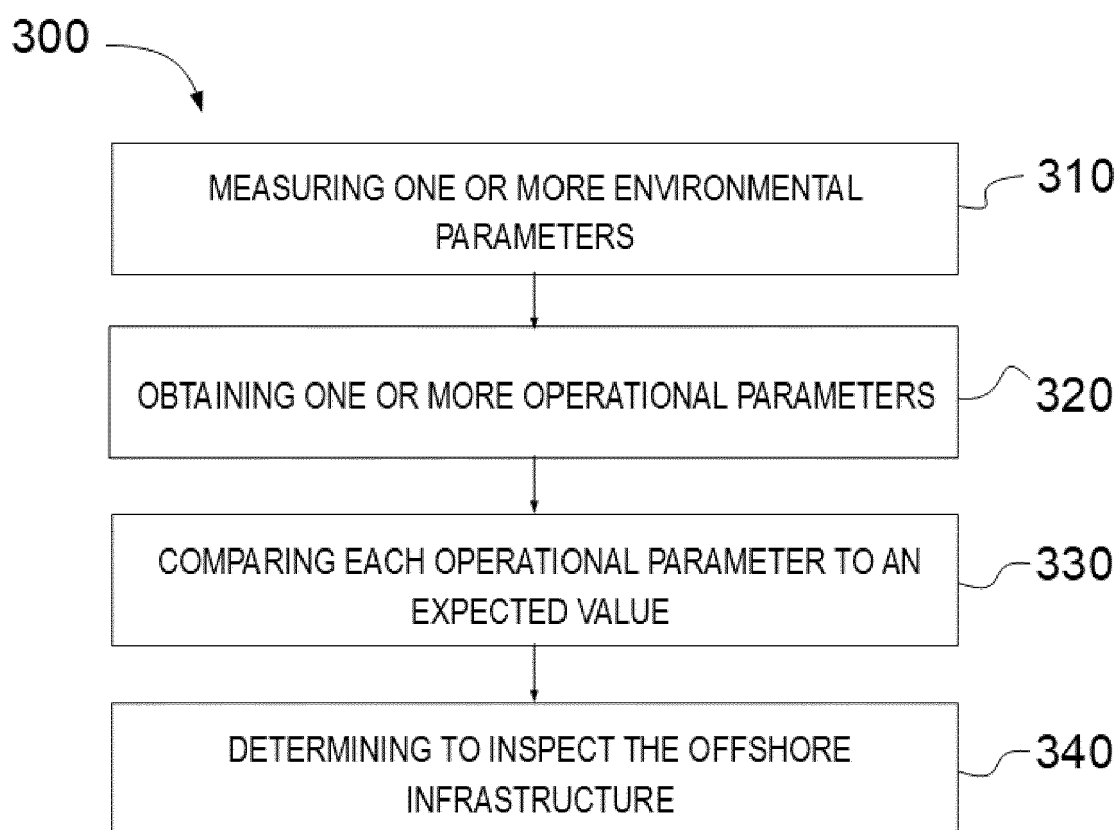 300
MEASURING ONE OR MORE ENVIRONMENTAL
PARAMETERS
310
OBTAINING ONE OR MORE OPERATIONAL PARAMETERS
320
COMPARING EACH OPERATIONAL PARAMETER TO AN
EXPECTED VALUE
330
DETERMINING TO INSPECT THE OFFSHORE
INFRASTRUCTURE
340